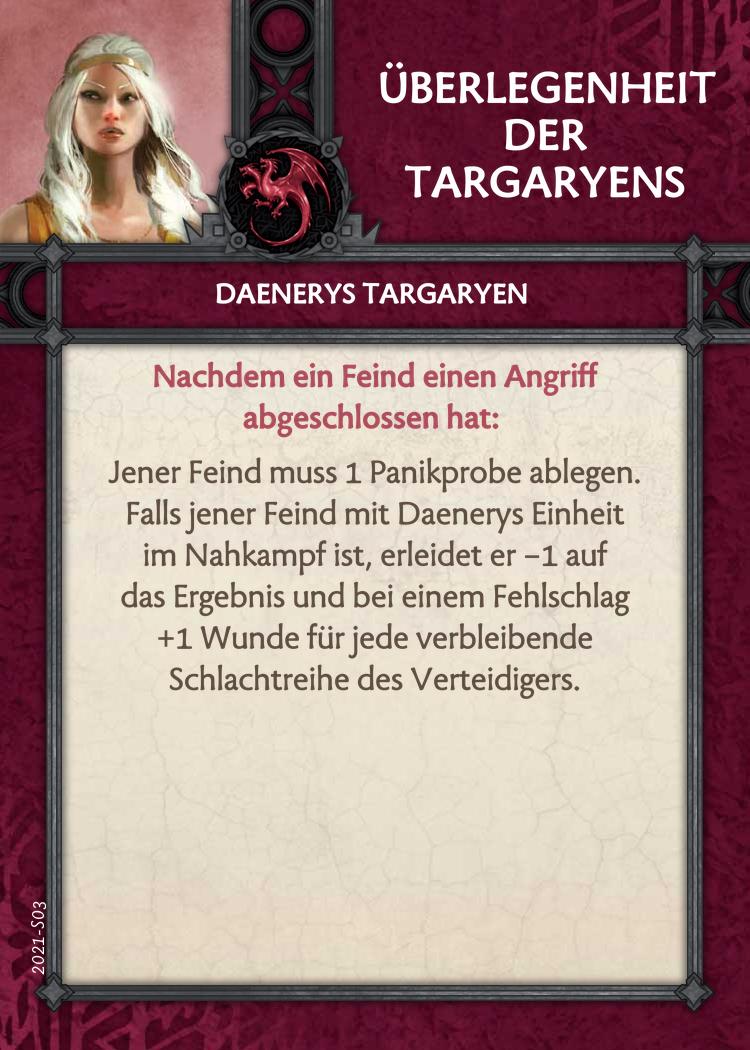 ÜBERLEGENHEIT
DER
TARGARYENS
DAENERYS TARGARYEN
Nachdem ein Feind einen Angriff
abgeschlossen hat:
Jener Feind muss 1 Panikprobe ablegen.
Falls jener Feind mit Daenerys Einheit
im Nahkampf ist, erleidet er –1 auf
das Ergebnis und bei einem Fehlschlag
+1 Wunde für jede verbleibende
Schlachtreihe des Verteidigers.
2021-S03